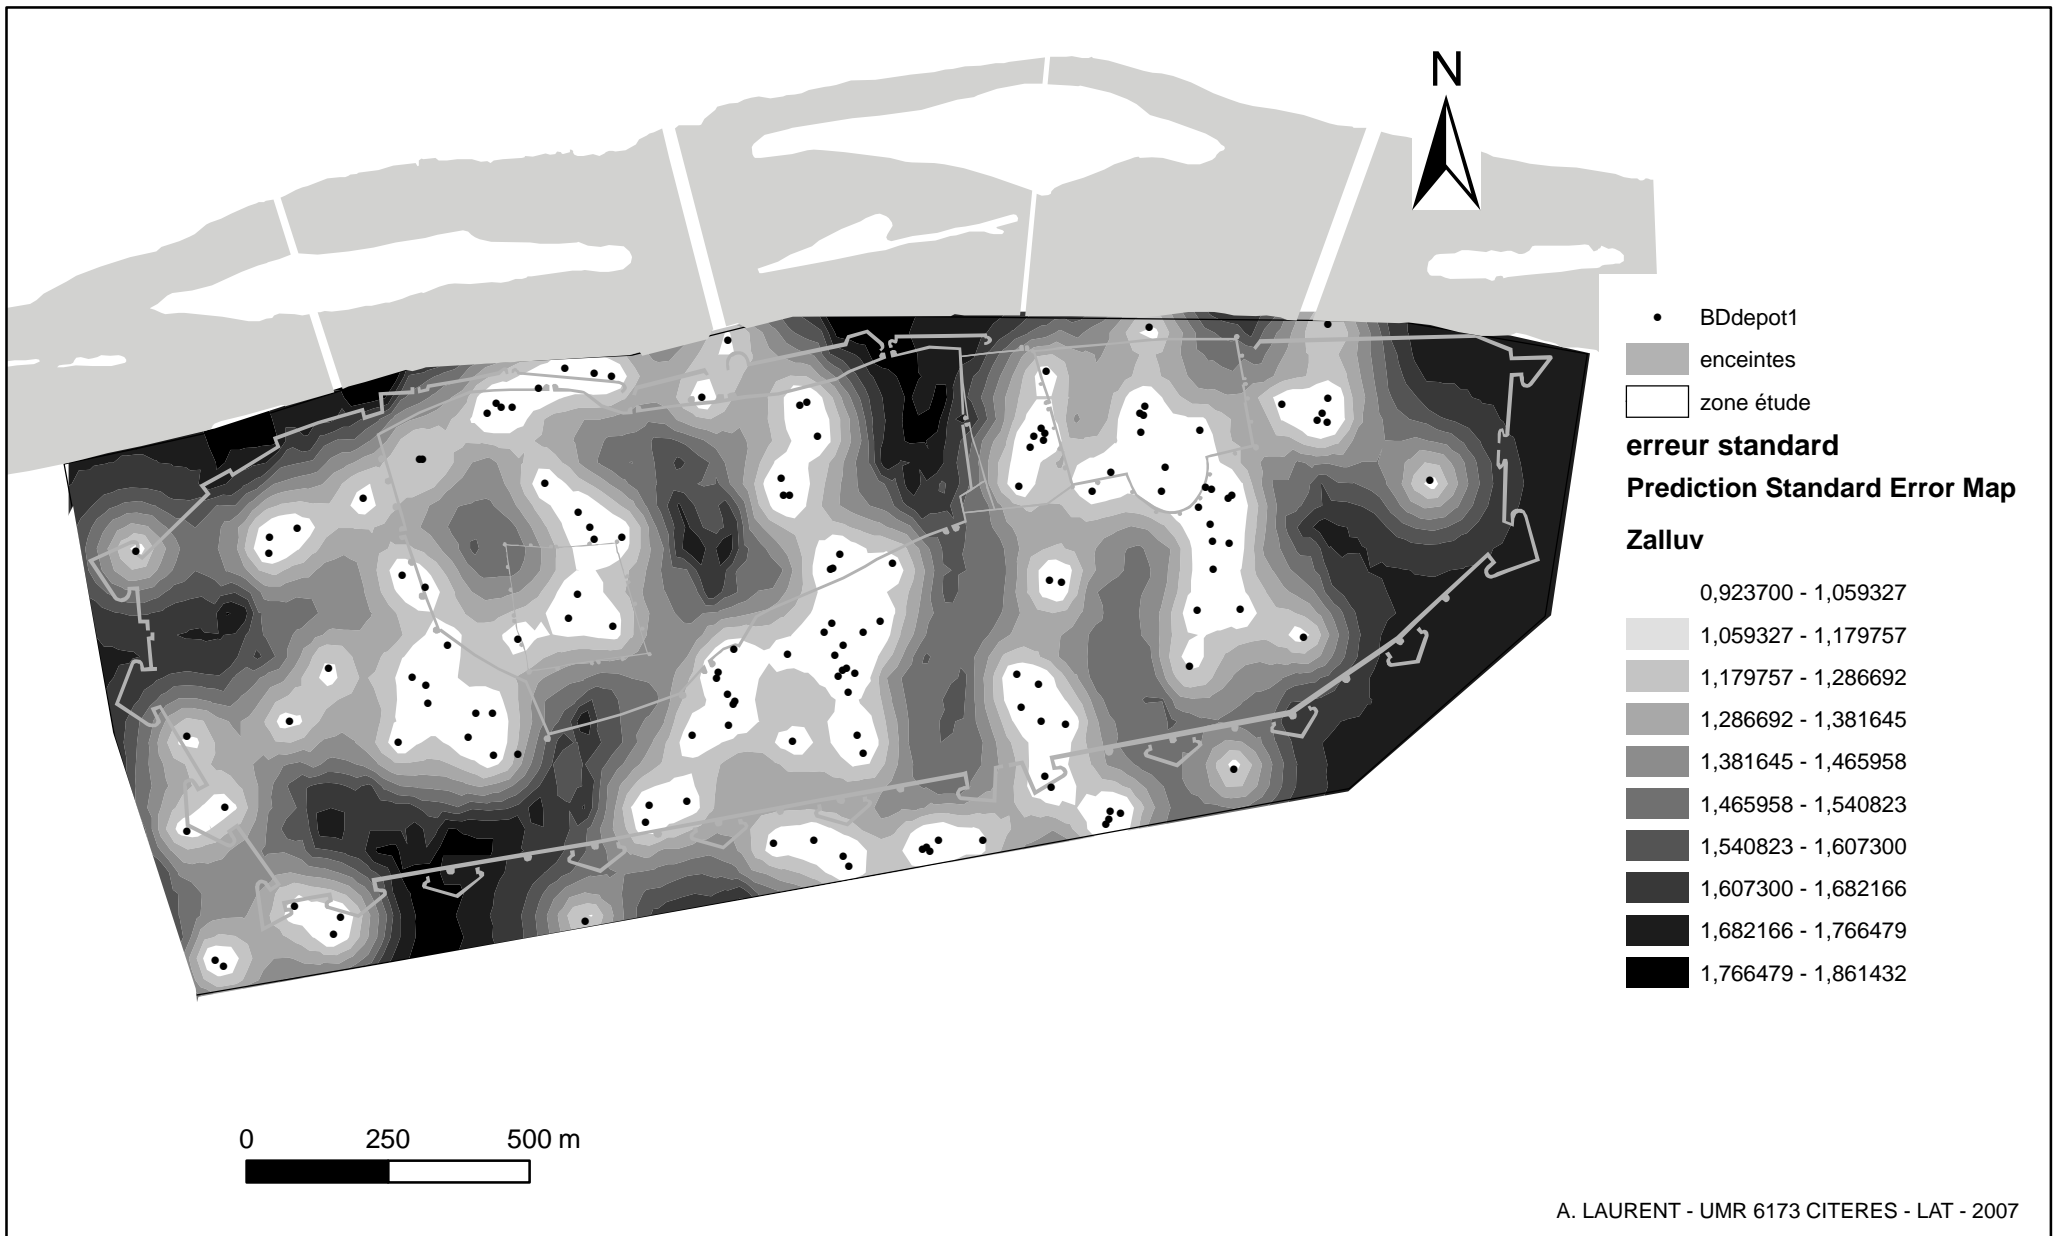 N
BDdepot1
enceintes
zone étude
erreur standard
Prediction Standard Error Map
Zalluv
0,923700 - 1,059327
1,059327 - 1,179757
1,179757 - 1,286692
1,286692 - 1,381645
1,381645 - 1,465958
1,465958 - 1,540823
1,540823 - 1,607300
1,607300 - 1,682166
1,682166 - 1,766479
1,766479 - 1,861432
0 250 500 m
A. LAURENT - UMR 6173 CITERES - LAT - 2007